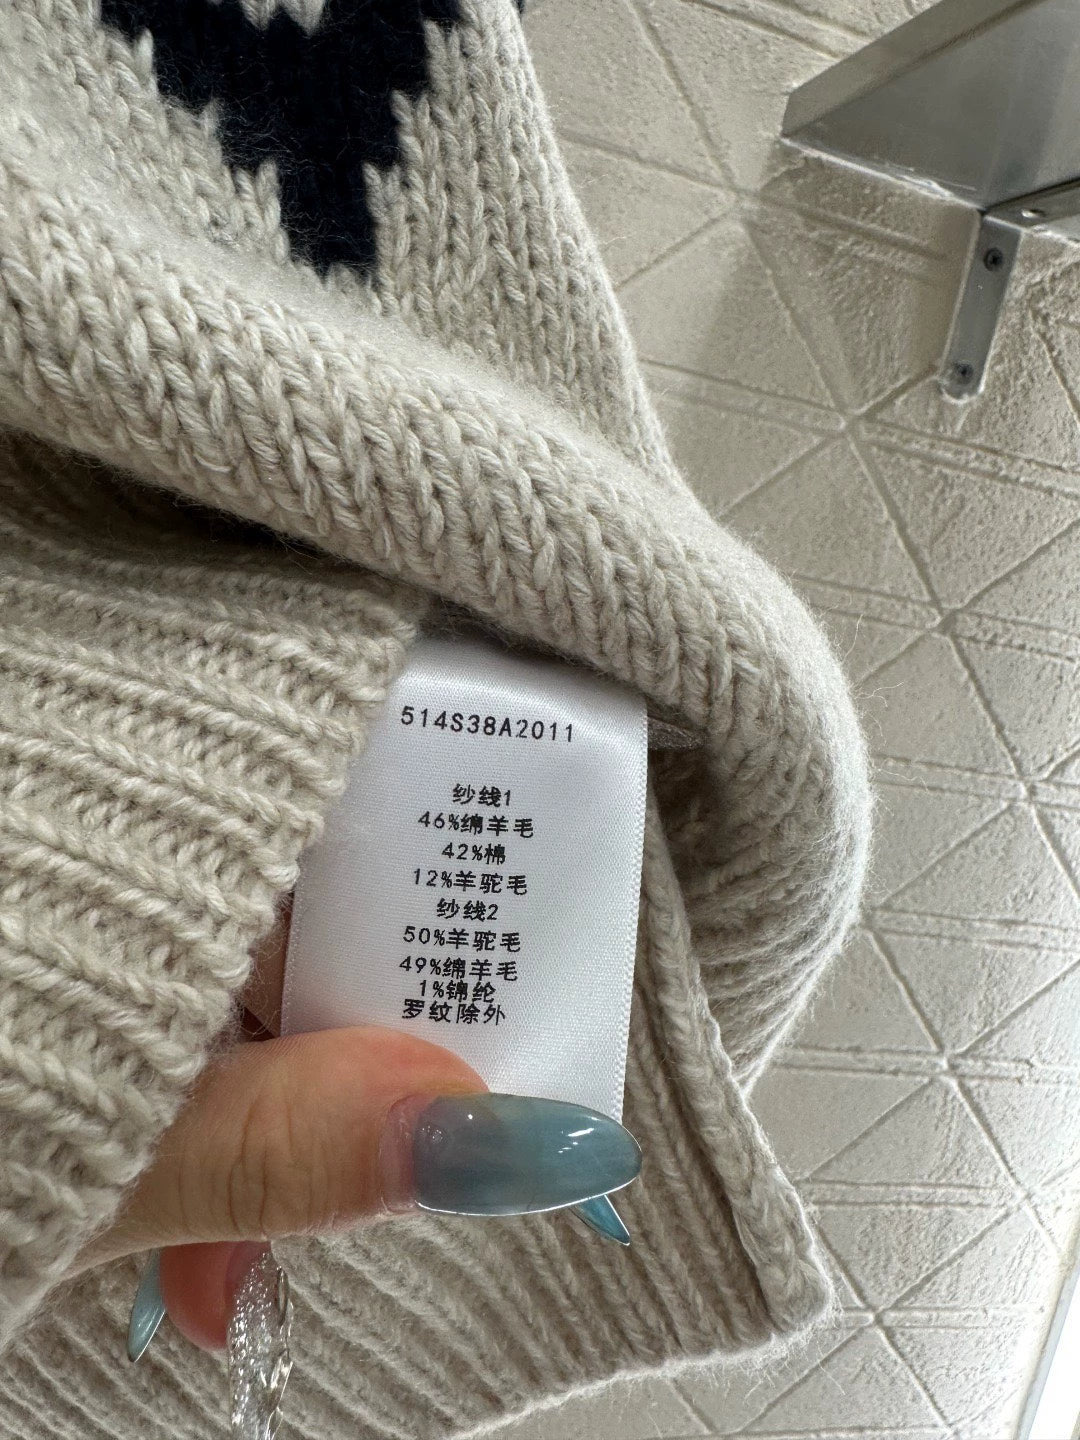 514S38A2011
纱线1
46%绵羊毛
42%棉
12%羊驼毛
纱线2
50%羊驼毛
49%绵羊毛
1%锦纶
罗纹除外